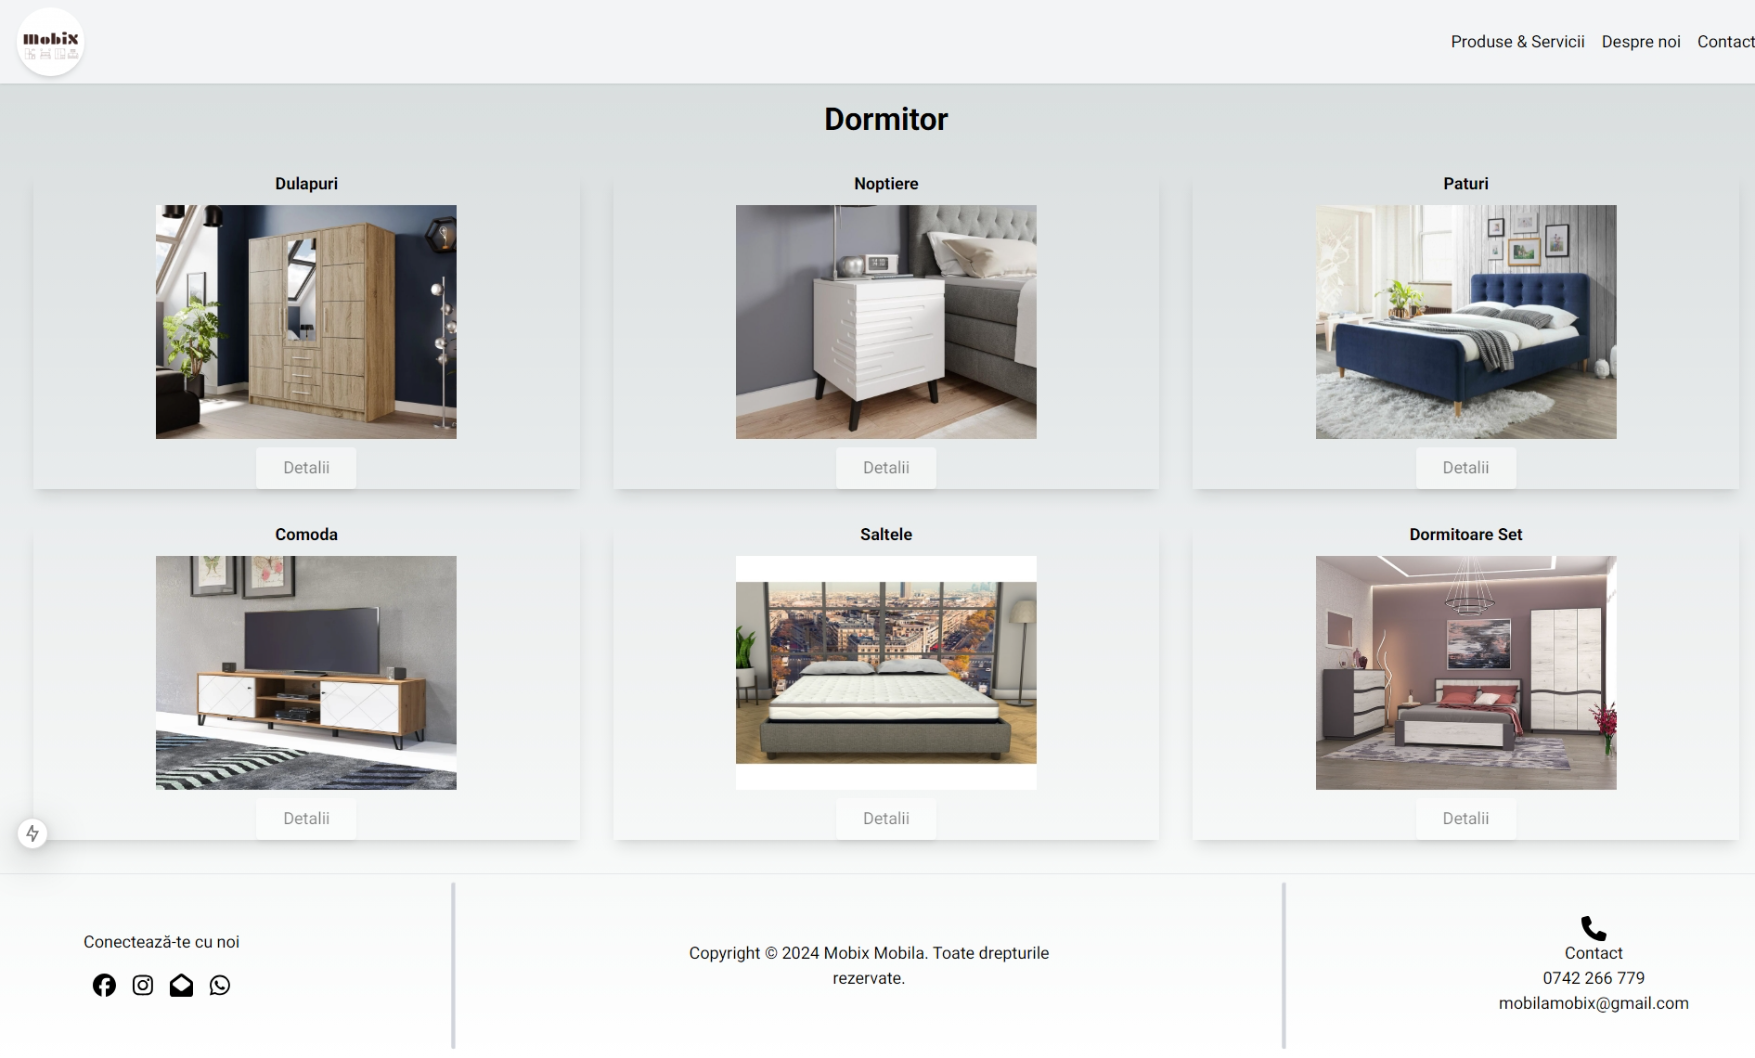 mobix
Produse & Servicii
Despre noi
Contact
Dormitor
Dulapuri
Noptiere
Paturi
Detalii
Detalii
Detalii
Comoda
Saltele
Dormitoare Set
Detalii
Detalii
Detalii
Conectează-te cu noi
Copyright © 2024 Mobix Mobila. Toate drepturile
rezervate.
Contact
0742 266 779
mobilamobix@gmail.com